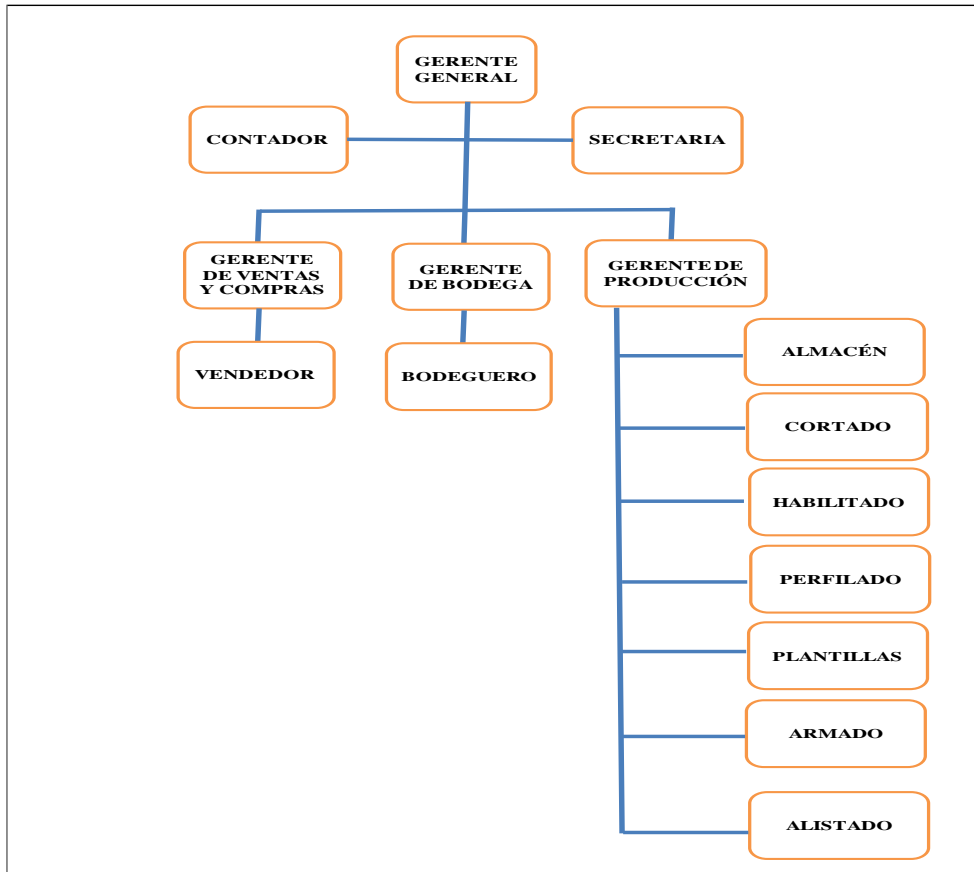 GERENTE
GENERAL
CONTADOR
SECRETARIA
GERENTE
DE VENTAS
Y COMPRAS
GERENTE
DE BODEGA
GERENTE DE
PRODUCCIÓN
VENDEDOR
BODEGUERO
ALMACÉN
CORTADO
HABILITADO
PERFILADO
PLANTILLAS
ARMADO
ALISTADO